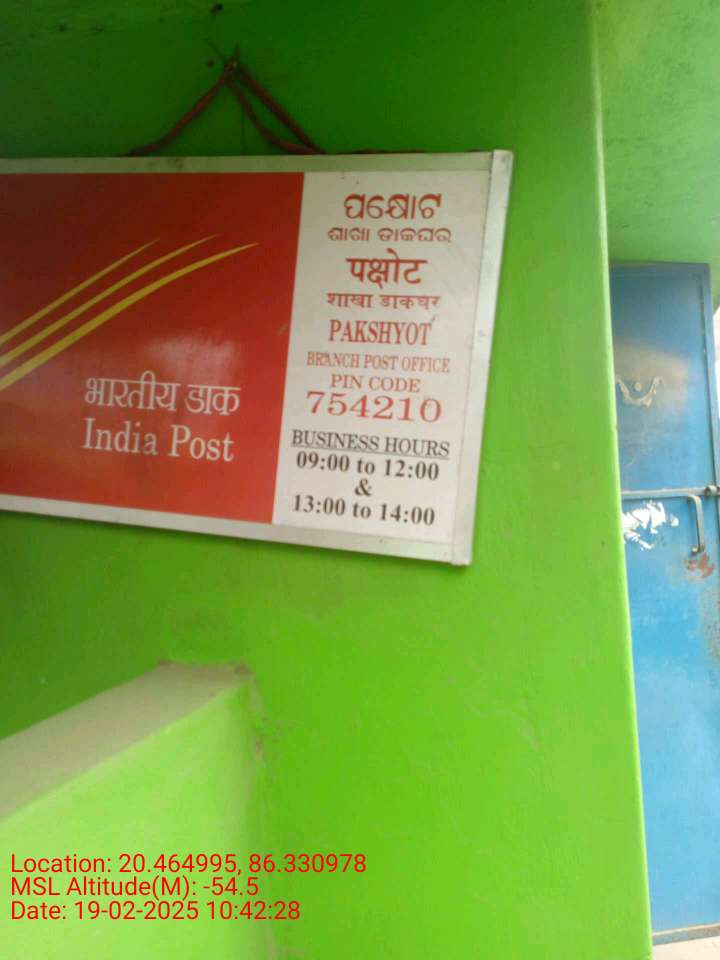 भारतीय डाक
India Post
ପକ୍ଷୋଟ
ଶାଖା ଡାକଘର
पक्षोट
शाखा डाकघर
PAKSHYOT
BRANCH POST OFFICE
PIN CODE
754210
BUSINESS HOURS
09:00 to 12:00
&
13:00 to 14:00
Location: 20.464995, 86.330978
MSL Altitude(M): -54.5
Date: 19-02-2025 10:42:28